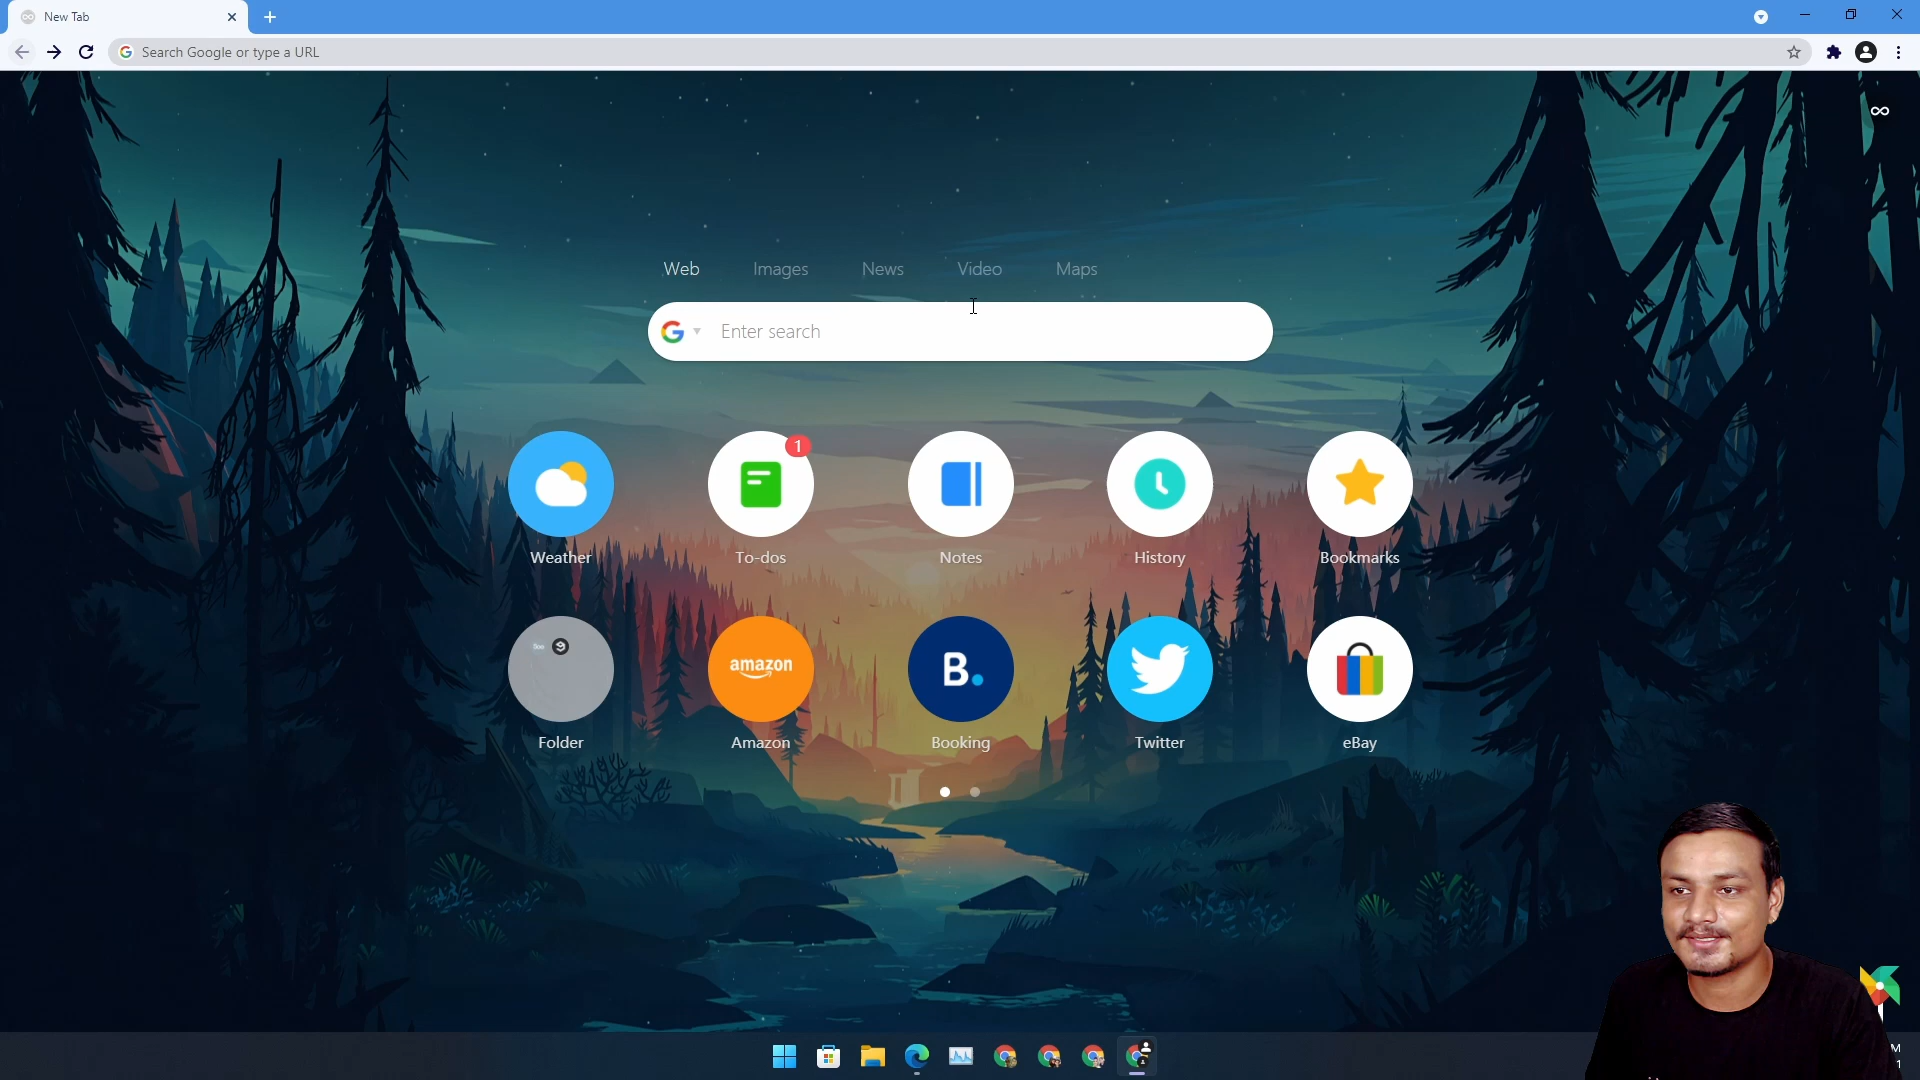 New Tab
Search Google or type a URL
Web Images News Video Maps
Enter search
1
Weather To-dos Notes History Bookmarks
amazon B.
Folder Amazon Booking Twitter eBay
M
1